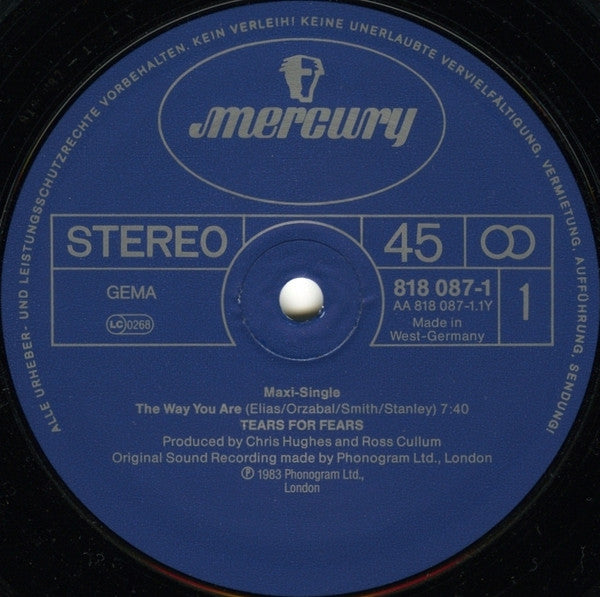 ALLE URHEBER- UND LEISTUNGSSCHUTZRECHTE VORBEHALTEN. KEIN VERLEIH! KEINE UNERLAUBTE VERVIELFÄLTIGUNG, VERMIETUNG, AUFFÜHRUNG, SENDUNG!
mercury
STEREO 45
GEMA
LC 0268
818 087-1
AA 818 087-1.1Y
Made in
West-Germany
1
Maxi-Single
The Way You Are (Elias/Orzabal/Smith/Stanley) 7:40
TEARS FOR FEARS
Produced by Chris Hughes and Ross Cullum
Original Sound Recording made by Phonogram Ltd., London
℗ 1983 Phonogram Ltd.,
London